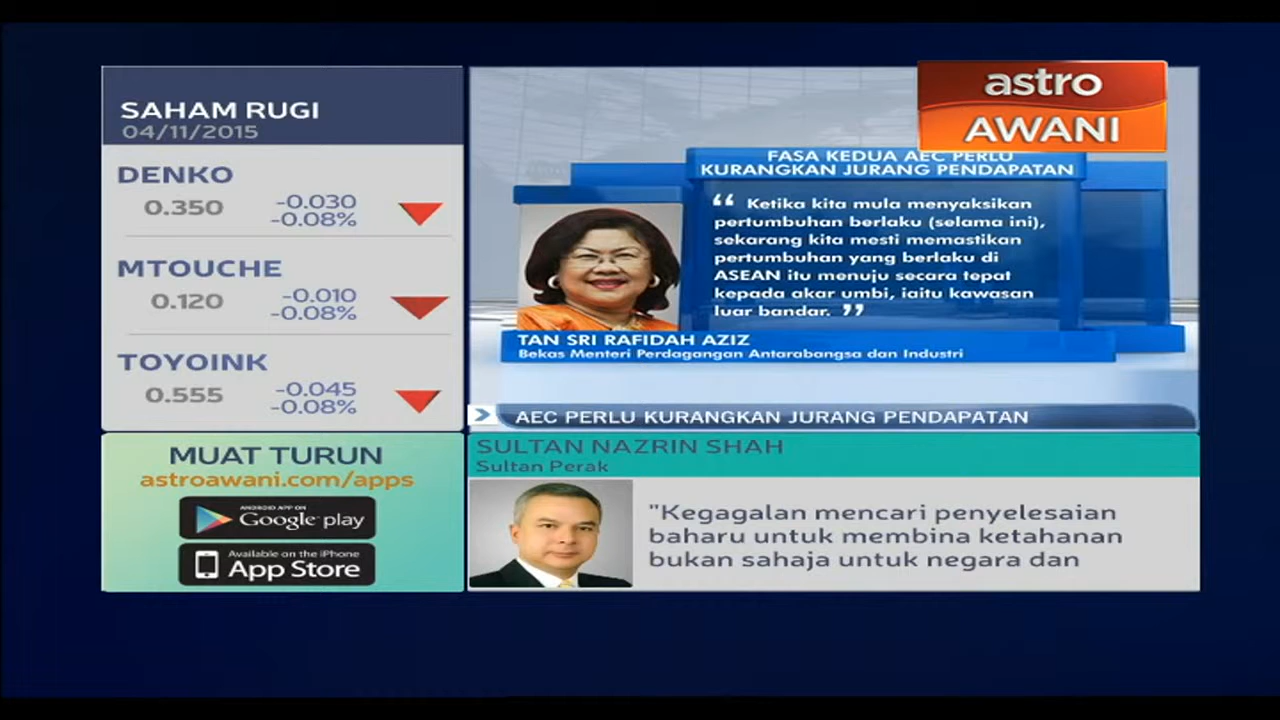 SAHAM RUGI
04/11/2015
DENKO
0.350
-0.030
-0.08%
MTOUCHE
0.120
-0.010
-0.08%
TOYOINK
0.555
-0.045
-0.08%
MUAT TURUN
astroawani.com/apps
ANDROID APP ON
Google play
Available on the iPhone
App Store
astro
AWANI
FASA KEDUA AEC PERLU
KURANGKAN JURANG PENDAPATAN
“ Ketika kita mula menyaksikan
pertumbuhan berlaku (selama ini),
sekarang kita mesti memastikan
pertumbuhan yang berlaku di
ASEAN itu menuju secara tepat
kepada akar umbi, iaitu kawasan
luar bandar. ”
TAN SRI RAFIDAH AZIZ
Bekas Menteri Perdagangan Antarabangsa dan Industri
AEC PERLU KURANGKAN JURANG PENDAPATAN
SULTAN NAZRIN SHAH
Sultan Perak
"Kegagalan mencari penyelesaian
baharu untuk membina ketahanan
bukan sahaja untuk negara dan